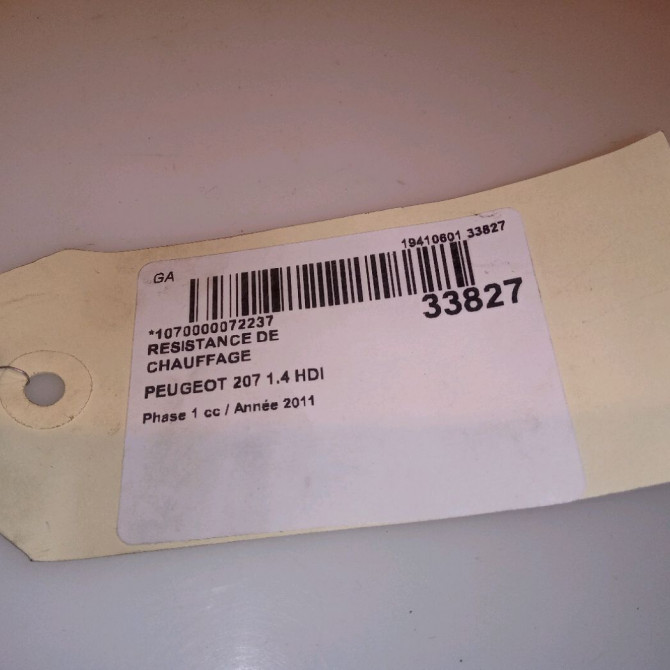 GA
19410601 33827
33827
*1070000072237
RESISTANCE DE
CHAUFFAGE
PEUGEOT 207 1.4 HDI
Phase 1 cc / Année 2011